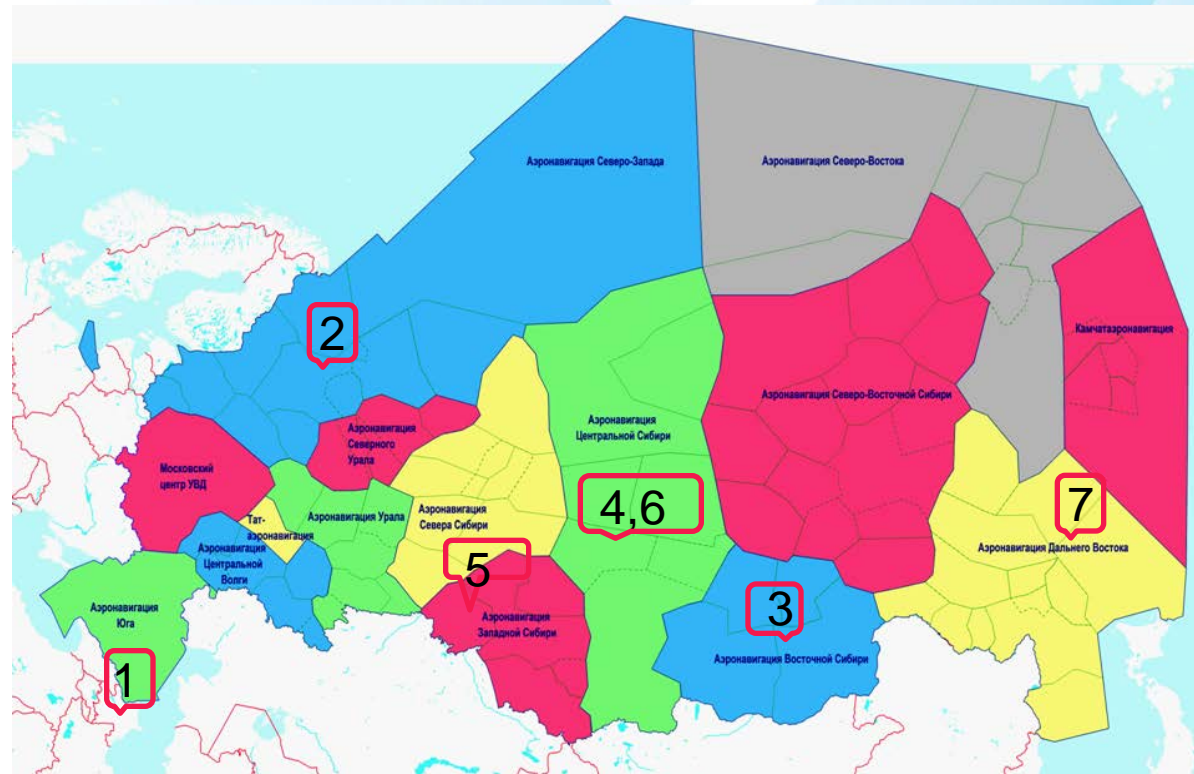 Аэронавигация Северо-Запада
Аэронавигация Северо-Востока
2
Камчатаэронавигация
Аэронавигация Северо-Восточной Сибири
Аэронавигация
Центральной Сибири
Аэронавигация
Северного
Урала
Московский
центр УВД
4,6
7
Аэронавигация
Севера Сибири
Аэронавигация Урала
Тат-
аэронавигация
Аэронавигация
Центральной
Волги
Аэронавигация Дальнего Востока
5
3
Аэронавигация
Юга
Аэронавигация
Западной Сибири
Аэронавигация Восточной Сибири
1